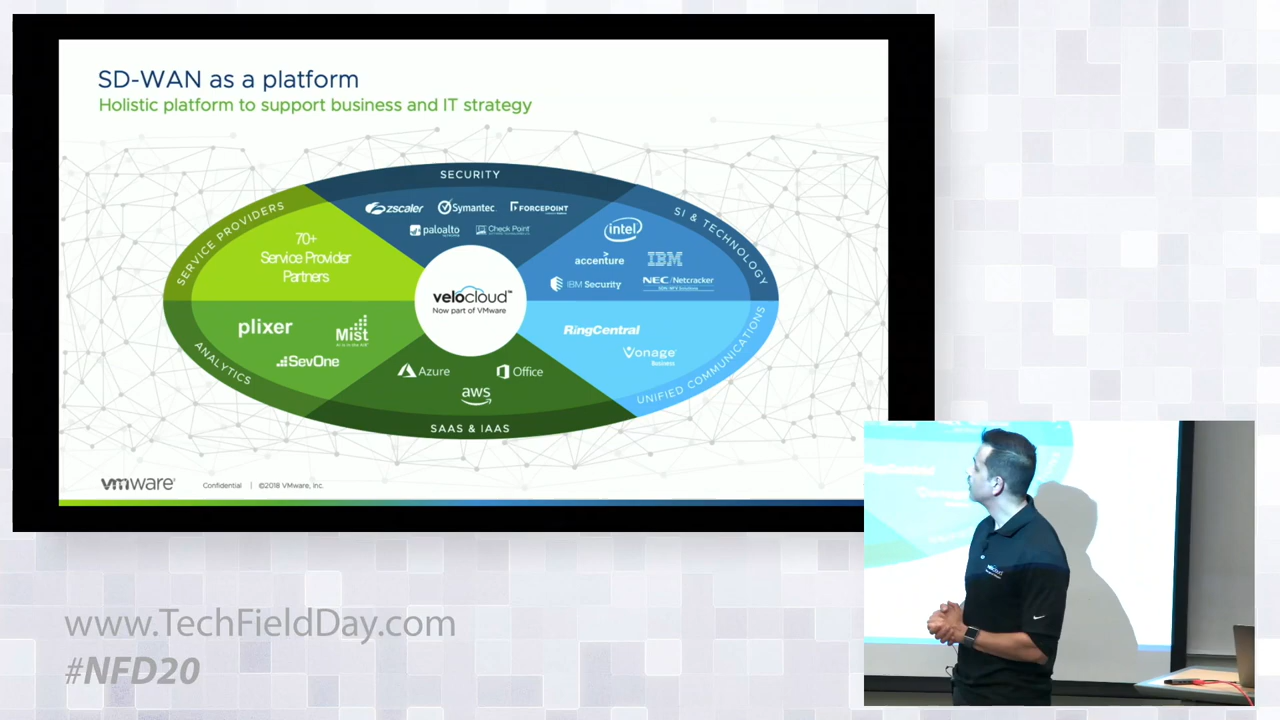 SD-WAN as a platform
Holistic platform to support business and IT strategy
SECURITY
zscaler
Symantec
FORCEPOINT
paloalto
Check Point
SERVICE PROVIDERS
70+
Service Provider
Partners
SI & TECHNOLOGY
intel
accenture
IBM
IBM Security
NEC/Netcracker
velocloud™
Now part of VMware
plixer
Mist
SevOne
ANALYTICS
Azure
Office
aws
SAAS & IAAS
RingCentral
Vonage
Business
UNIFIED COMMUNICATIONS
vmware®
Confidential | ©2018 VMware, Inc.
www.TechFieldDay.com
#NFD20
velocloud